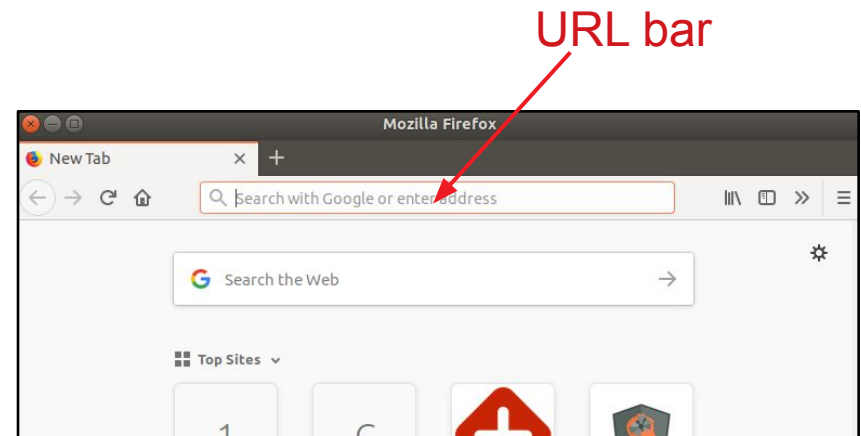 URL bar
Mozilla Firefox
New Tab
Search with Google or enter address
G Search the Web
Top Sites
1 G